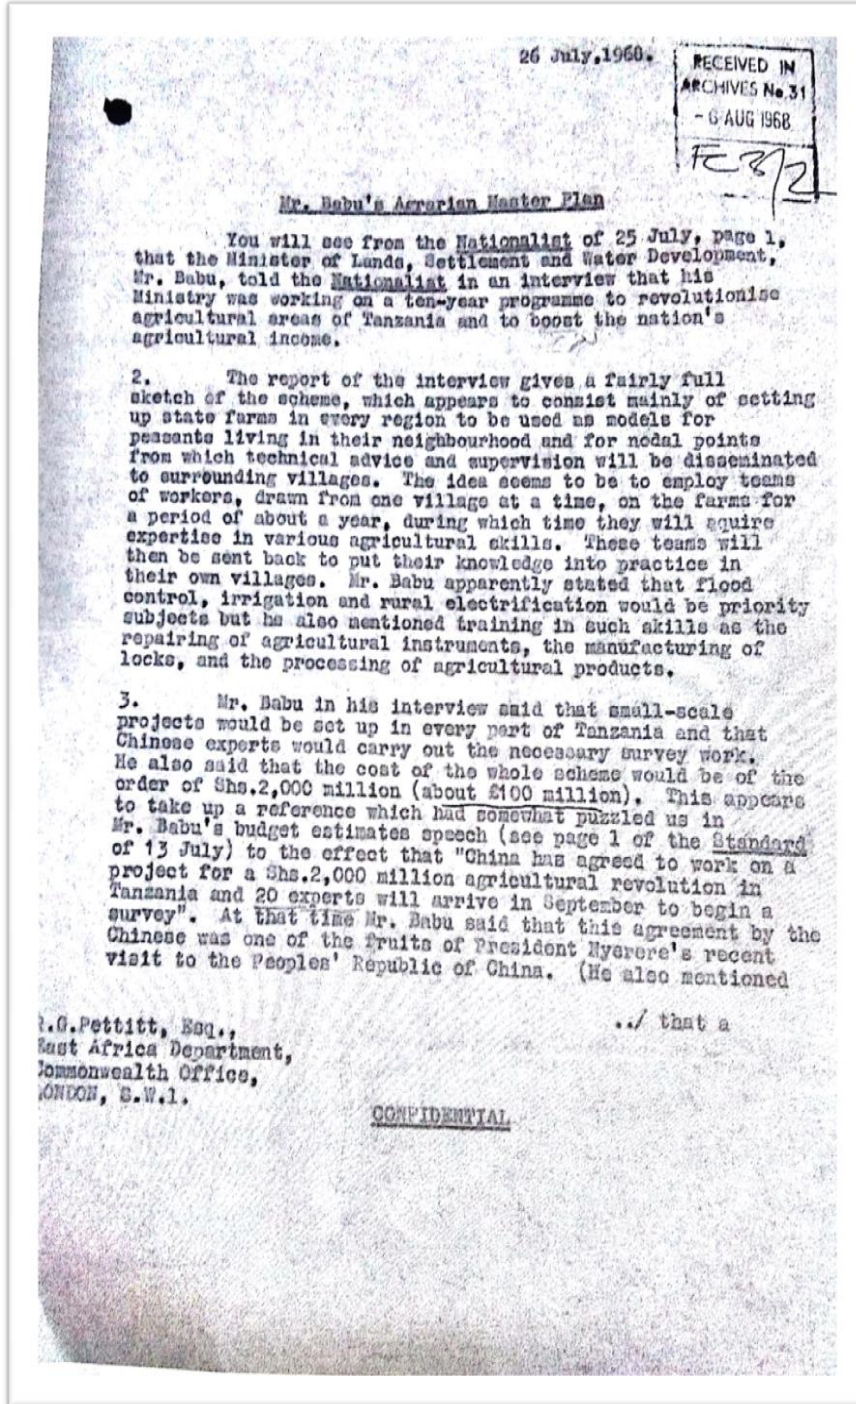 26 July,1968.
RECEIVED IN
ARCHIVES No.31
- 6 AUG 1968
FC 3/2
Mr. Babu's Agrarian Master Plan
You will see from the Nationalist of 25 July, page 1,
that the Minister of Lands, Settlement and Water Development,
Mr. Babu, told the Nationalist in an interview that his
Ministry was working on a ten-year programme to revolutionise
agricultural areas of Tanzania and to boost the nation's
agricultural income.
2. The report of the interview gives a fairly full
sketch of the scheme, which appears to consist mainly of setting
up state farms in every region to be used as models for
peasants living in their neighbourhood and for nodal points
from which technical advice and supervision will be disseminated
to surrounding villages. The idea seems to be to employ teams
of workers, drawn from one village at a time, on the farms for
a period of about a year, during which time they will aquire
expertise in various agricultural skills. These teams will
then be sent back to put their knowledge into practice in
their own villages. Mr. Babu apparently stated that flood
control, irrigation and rural electrification would be priority
subjects but he also mentioned training in such skills as the
repairing of agricultural instruments, the manufacturing of
locks, and the processing of agricultural products.
3. Mr. Babu in his interview said that small-scale
projects would be set up in every part of Tanzania and that
Chinese experts would carry out the necessary survey work.
He also said that the cost of the whole scheme would be of the
order of Shs.2,000 million (about £100 million). This appears
to take up a reference which had somewhat puzzled us in
Mr. Babu's budget estimates speech (see page 1 of the Standard
of 13 July) to the effect that "China has agreed to work on a
project for a Shs.2,000 million agricultural revolution in
Tanzania and 20 experts will arrive in September to begin a
survey". At that time Mr. Babu said that this agreement by the
Chinese was one of the fruits of President Nyerere's recent
visit to the Peoples' Republic of China. (He also mentioned
../ that a
R.G.Pettitt, Esq.,
East Africa Department,
Commonwealth Office,
LONDON, S.W.1.
CONFIDENTIAL